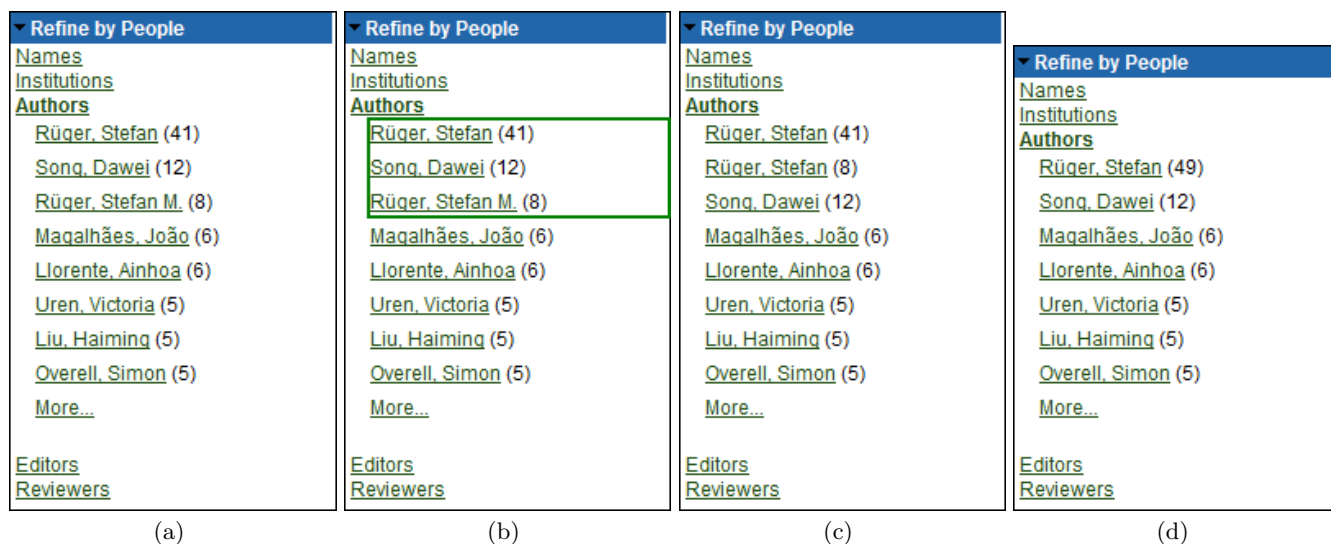 Refine by People
Names
Institutions
Authors
Rüger, Stefan (41)
Song, Dawei (12)
Rüger, Stefan M. (8)
Magalhães, João (6)
Llorente, Ainhoa (6)
Uren, Victoria (5)
Liu, Haiming (5)
Overell, Simon (5)
More...
Editors
Reviewers
(a)
Refine by People
Names
Institutions
Authors
Rüger, Stefan (41)
Song, Dawei (12)
Rüger, Stefan M. (8)
Magalhães, João (6)
Llorente, Ainhoa (6)
Uren, Victoria (5)
Liu, Haiming (5)
Overell, Simon (5)
More...
Editors
Reviewers
(b)
Refine by People
Names
Institutions
Authors
Rüger, Stefan (41)
Rüger, Stefan (8)
Song, Dawei (12)
Magalhães, João (6)
Llorente, Ainhoa (6)
Uren, Victoria (5)
Liu, Haiming (5)
Overell, Simon (5)
More...
Editors
Reviewers
(c)
Refine by People
Names
Institutions
Authors
Rüger, Stefan (49)
Song, Dawei (12)
Magalhães, João (6)
Llorente, Ainhoa (6)
Uren, Victoria (5)
Liu, Haiming (5)
Overell, Simon (5)
More...
Editors
Reviewers
(d)